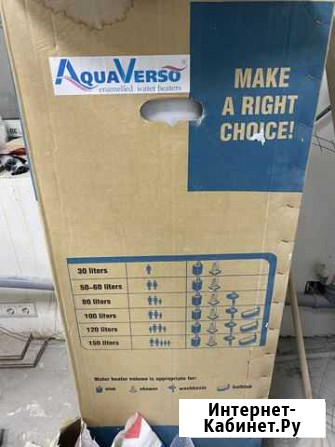 AQUAVERSO®
enamelled water heaters
MAKE
A RIGHT
CHOICE!
30 liters
50-60 liters
80 liters
100 liters
120 liters
150 liters
Water heater volume is appropriate for:
sink shower washbasin bathtub
Интернет-
Кабинет.Ру